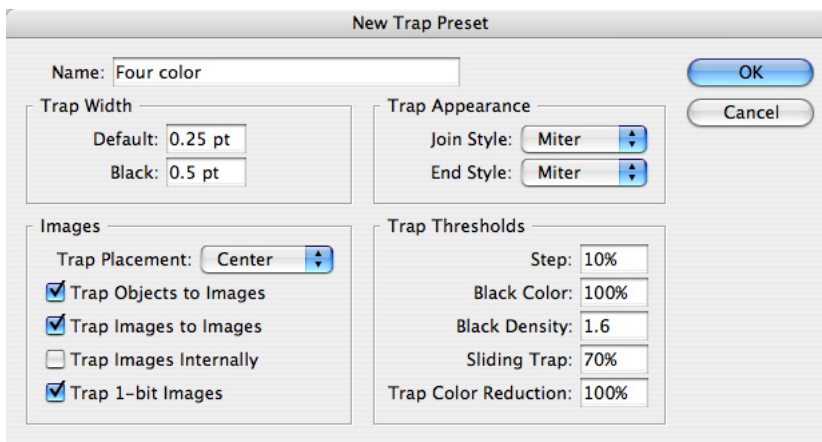 New Trap Preset
Name: Four color
OK
Cancel
Trap Width
Default: 0.25 pt
Black: 0.5 pt
Trap Appearance
Join Style: Miter
End Style: Miter
Images
Trap Placement: Center
Trap Objects to Images
Trap Images to Images
Trap Images Internally
Trap 1-bit Images
Trap Thresholds
Step: 10%
Black Color: 100%
Black Density: 1.6
Sliding Trap: 70%
Trap Color Reduction: 100%